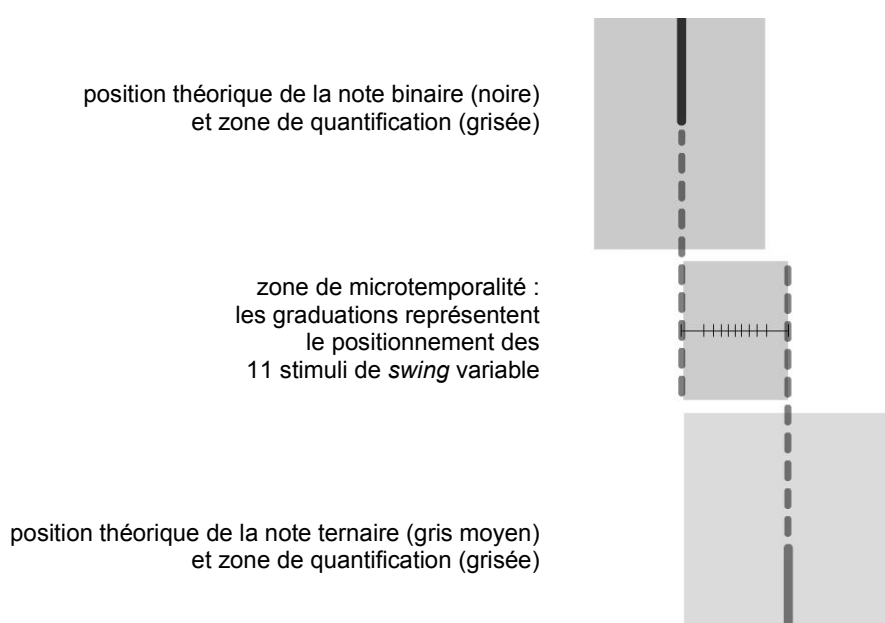 position théorique de la note binaire (noire)
et zone de quantification (grisée)
zone de microtemporalité :
les graduations représentent
le positionnement des
11 stimuli de swing variable
position théorique de la note ternaire (gris moyen)
et zone de quantification (grisée)